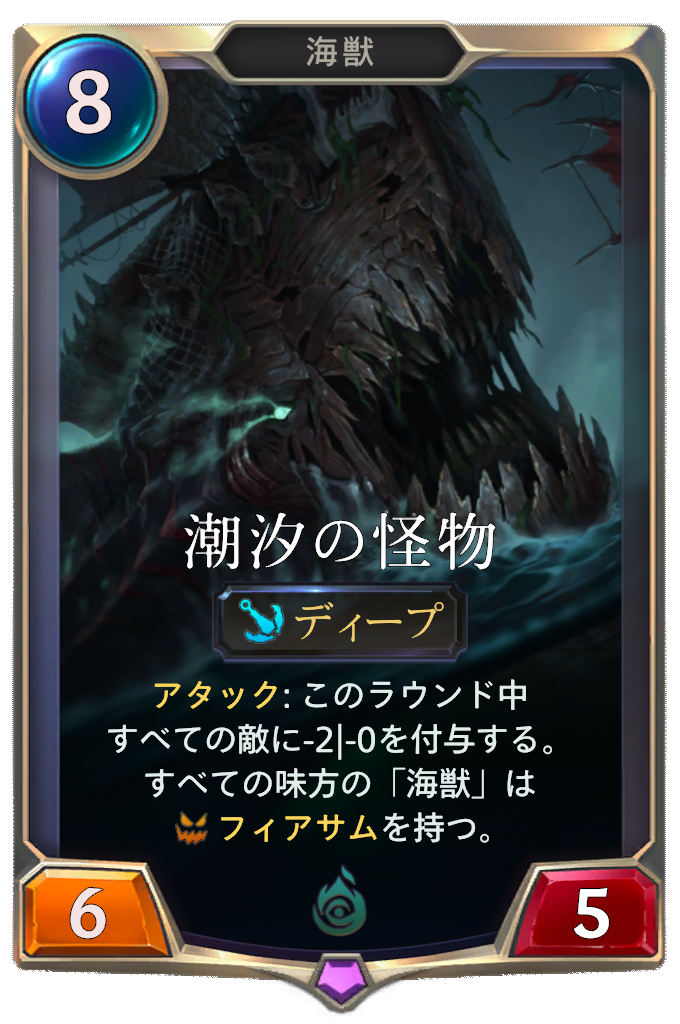 海獣
8
潮汐の怪物
ディープ
アタック: このラウンド中
すべての敵に-2|-0を付与する。
すべての味方の「海獣」は
フィアサムを持つ。
6
5